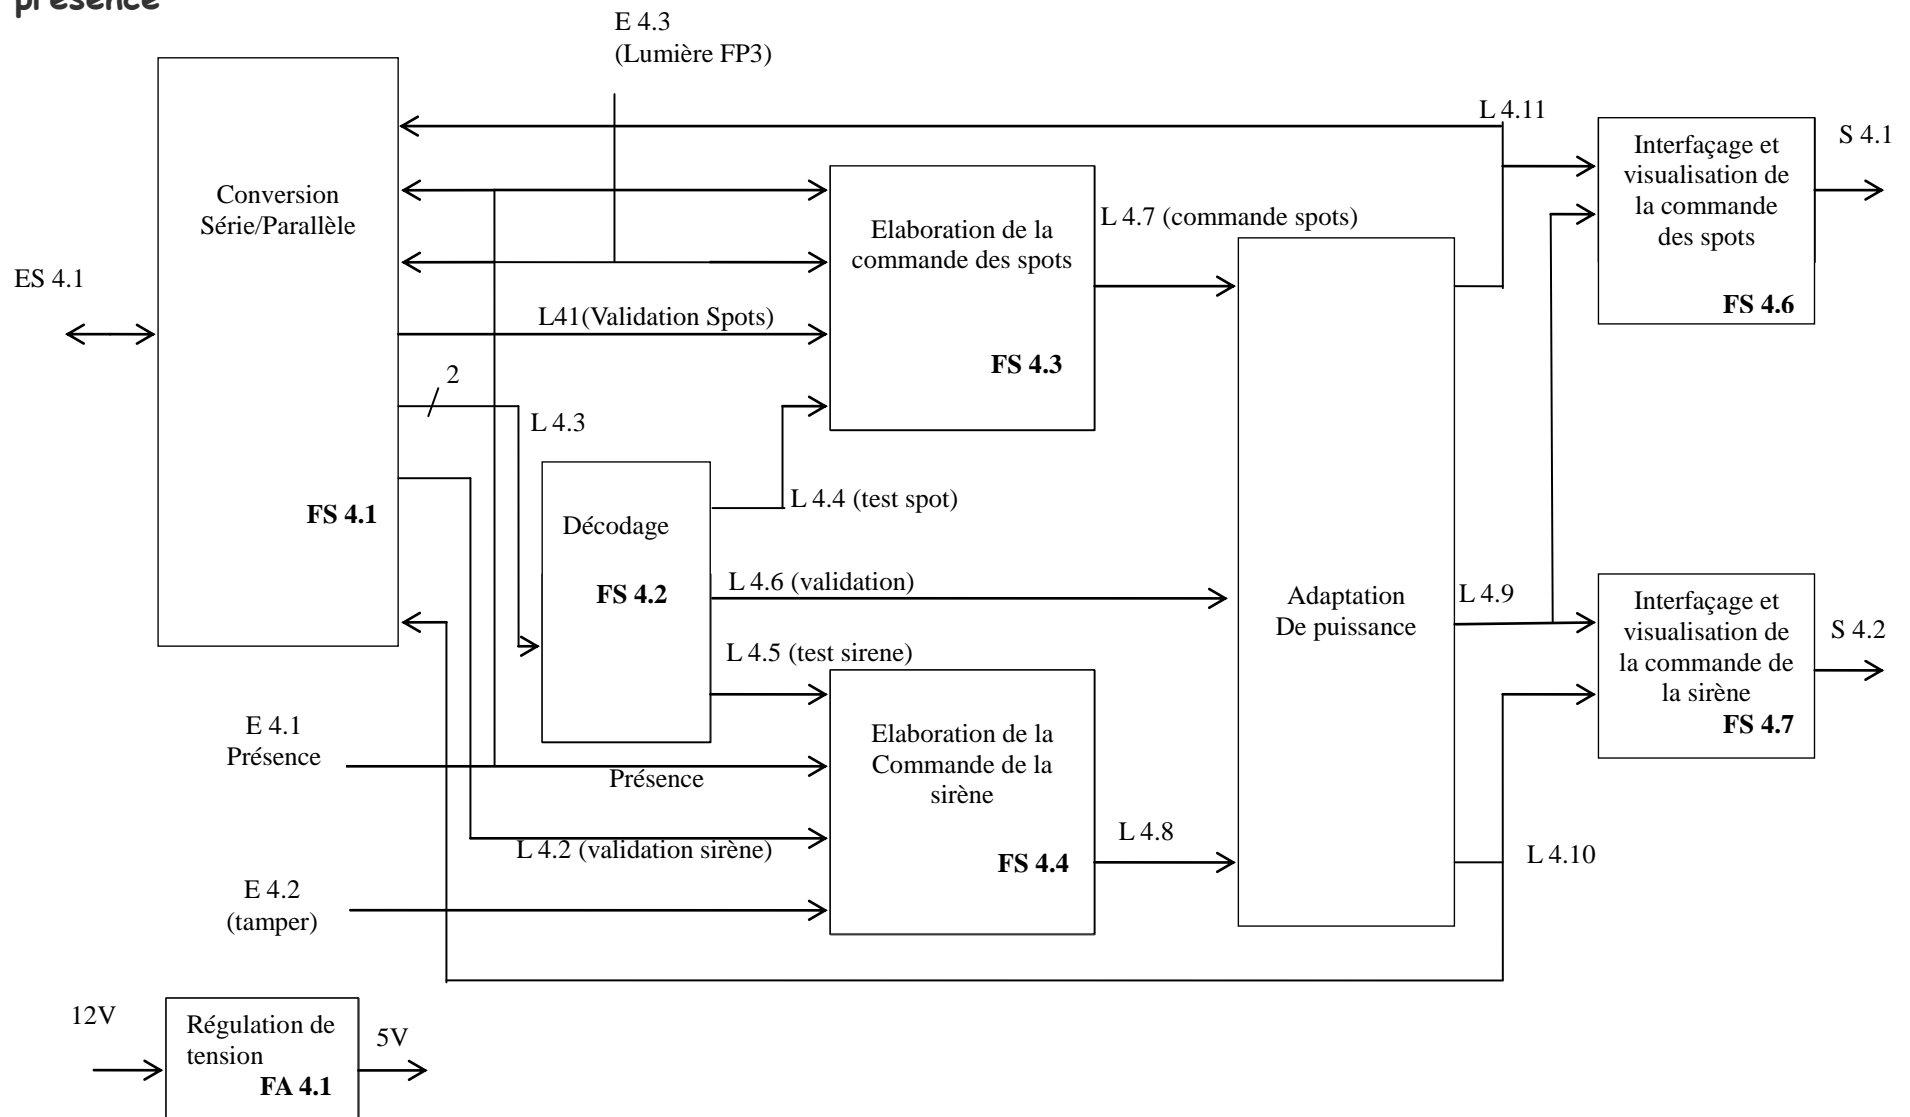 présence
E 4.3
(Lumière FP3)
L 4.11
S 4.1
Interfaçage et
visualisation de
la commande
des spots
FS 4.6
Conversion
Série/Parallèle
FS 4.1
ES 4.1
Elaboration de la
commande des spots
FS 4.3
L 4.7 (commande spots)
L41(Validation Spots)
2
L 4.3
L 4.4 (test spot)
Décodage
FS 4.2
L 4.6 (validation)
L 4.5 (test sirene)
Adaptation
De puissance
L 4.9
Interfaçage et
visualisation de
la commande de
la sirène
FS 4.7
S 4.2
E 4.1
Présence
Présence
Elaboration de la
Commande de la
sirène
FS 4.4
L 4.8
L 4.2 (validation sirène)
L 4.10
E 4.2
(tamper)
12V
Régulation de
tension
FA 4.1
5V